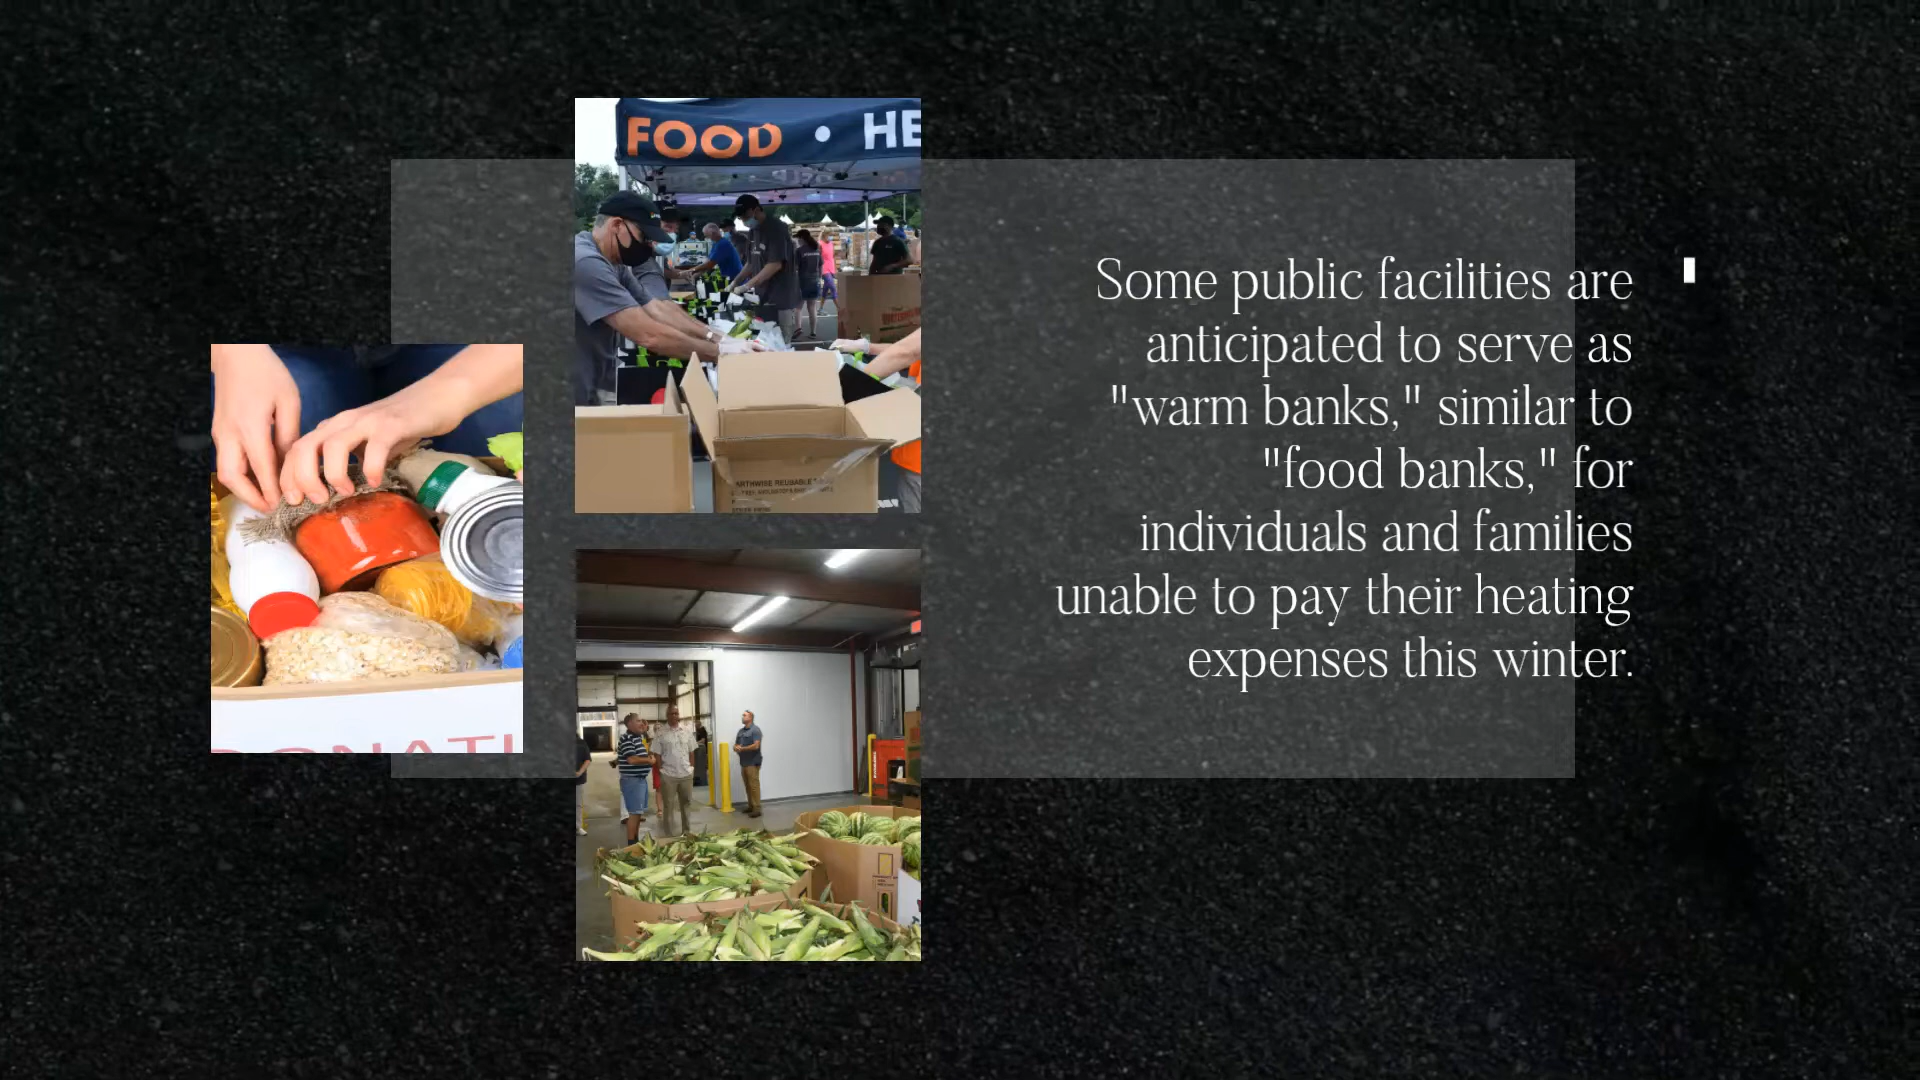 FOOD • HE
Some public facilities are
anticipated to serve as
"warm banks," similar to
"food banks," for
individuals and families
unable to pay their heating
expenses this winter.
DONATI